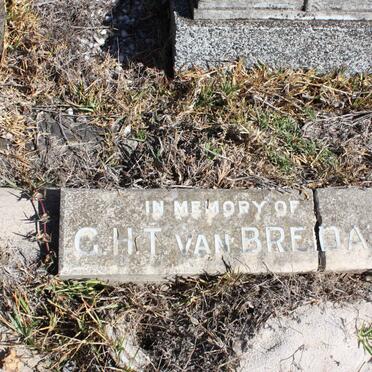 IN MEMORY OF
G.H.T VAN BREDA